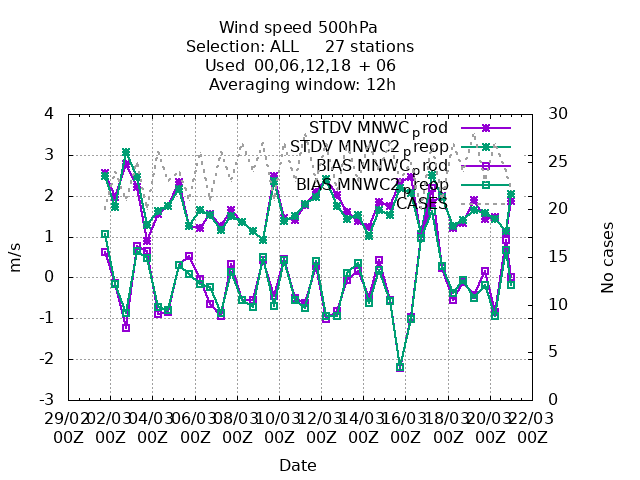 Wind speed 500hPa
Selection: ALL 27 stations
Used 00,06,12,18 + 06
Averaging window: 12h
4 30
STDV MNWC_prod
3 25
STDV MNWC2_preop
BIAS MNWC_prod
BIAS MNWC2_preop
2 20
CASES
1 15
m/s
No cases
0 10
-1 5
-2
-3 0
29/02 02/03 04/03 06/03 08/03 10/03 12/03 14/03 16/03 18/03 20/03 22/03
00Z 00Z 00Z 00Z 00Z 00Z 00Z 00Z 00Z 00Z 00Z 00Z
Date